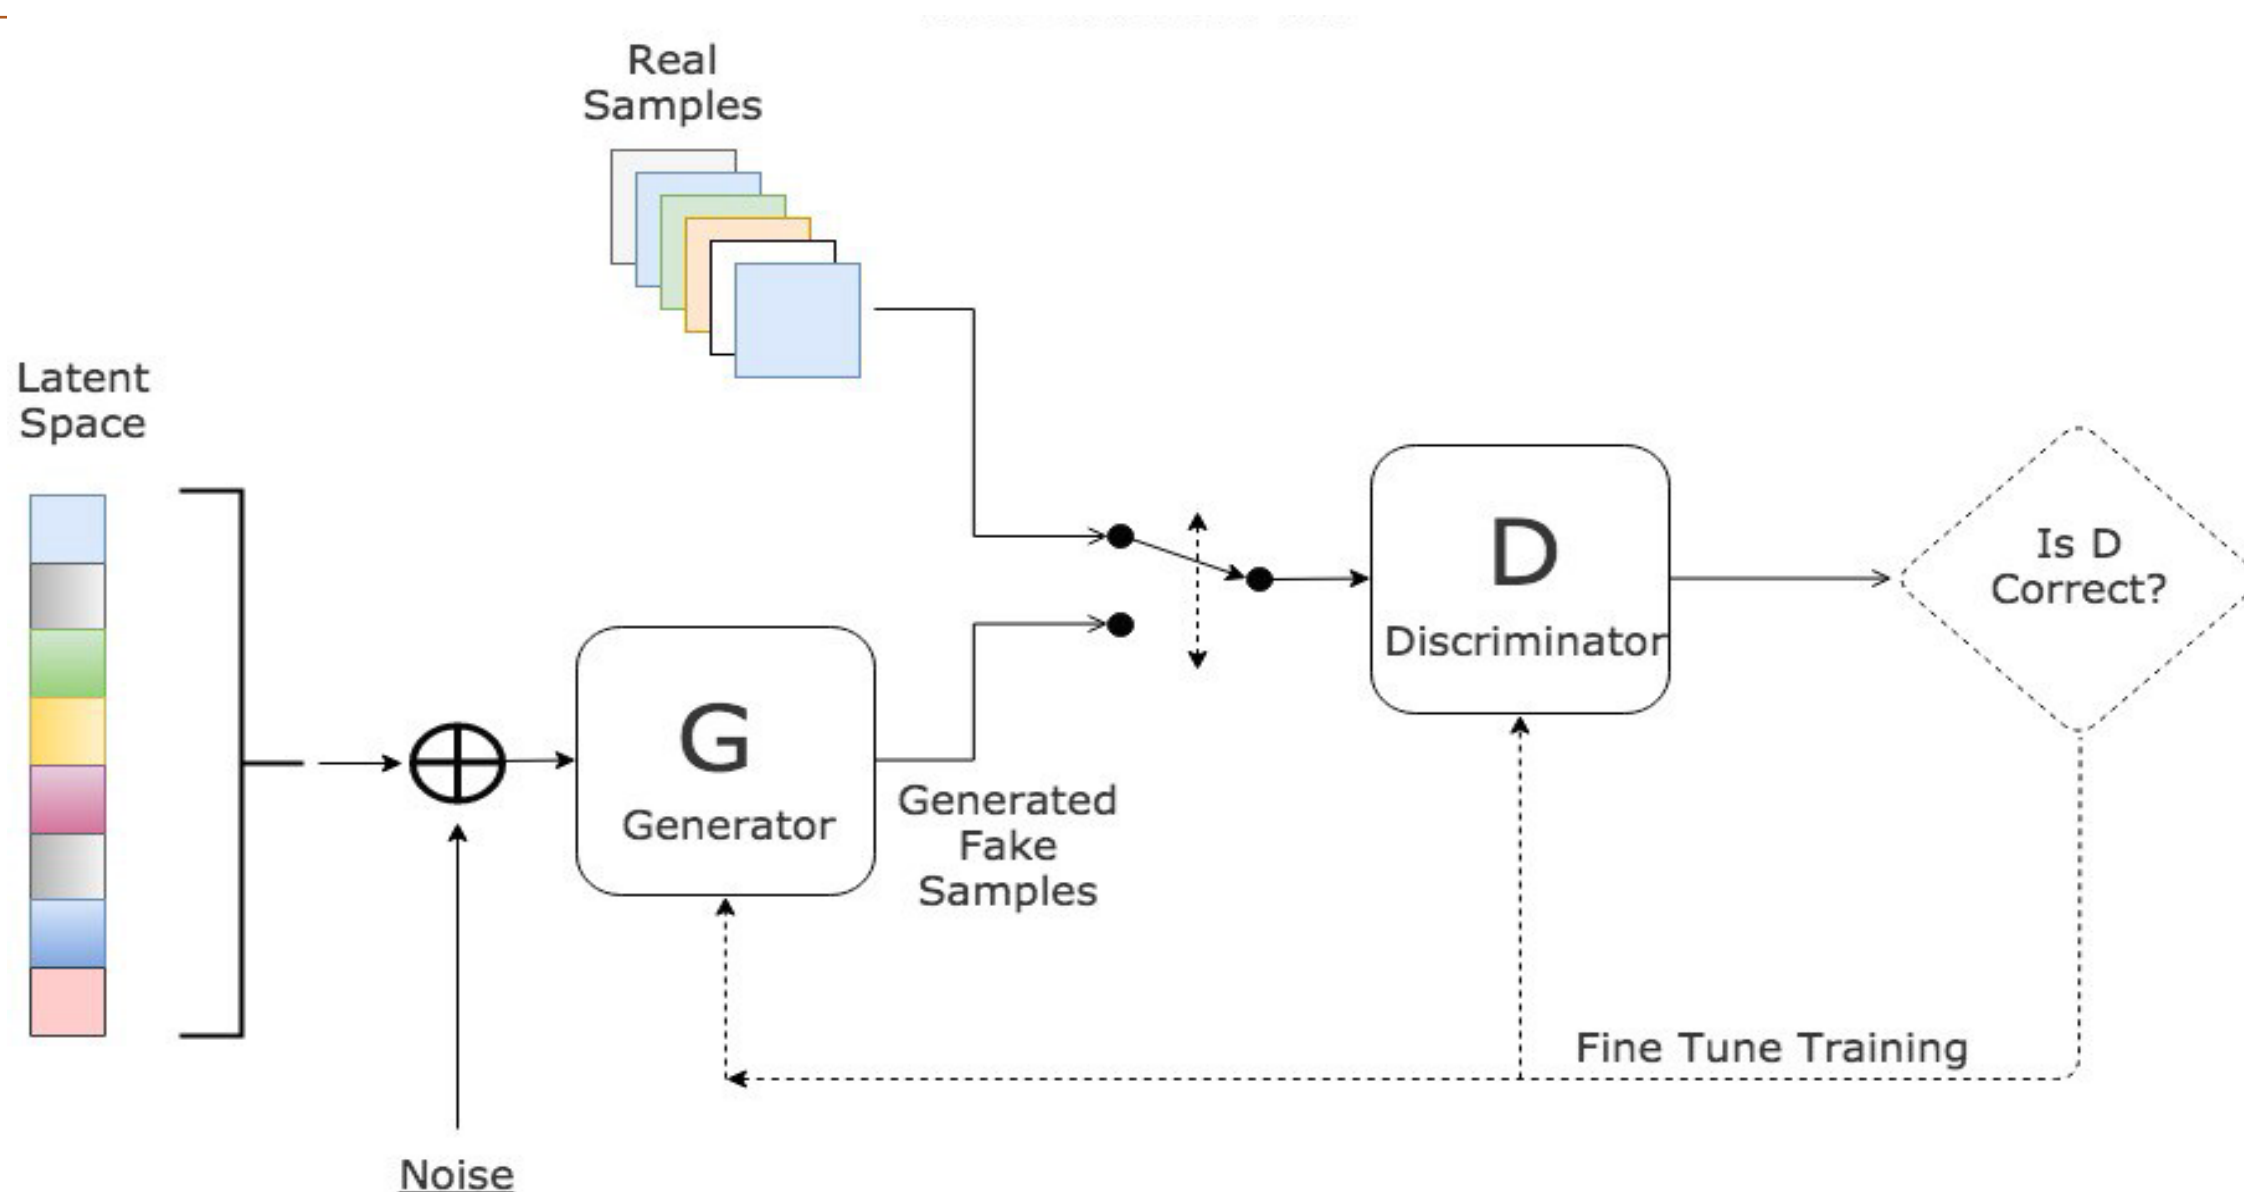 Real
Samples
Latent
Space
D
Discriminator
Is D
Correct?
G
Generator
Generated
Fake
Samples
Fine Tune Training
Noise